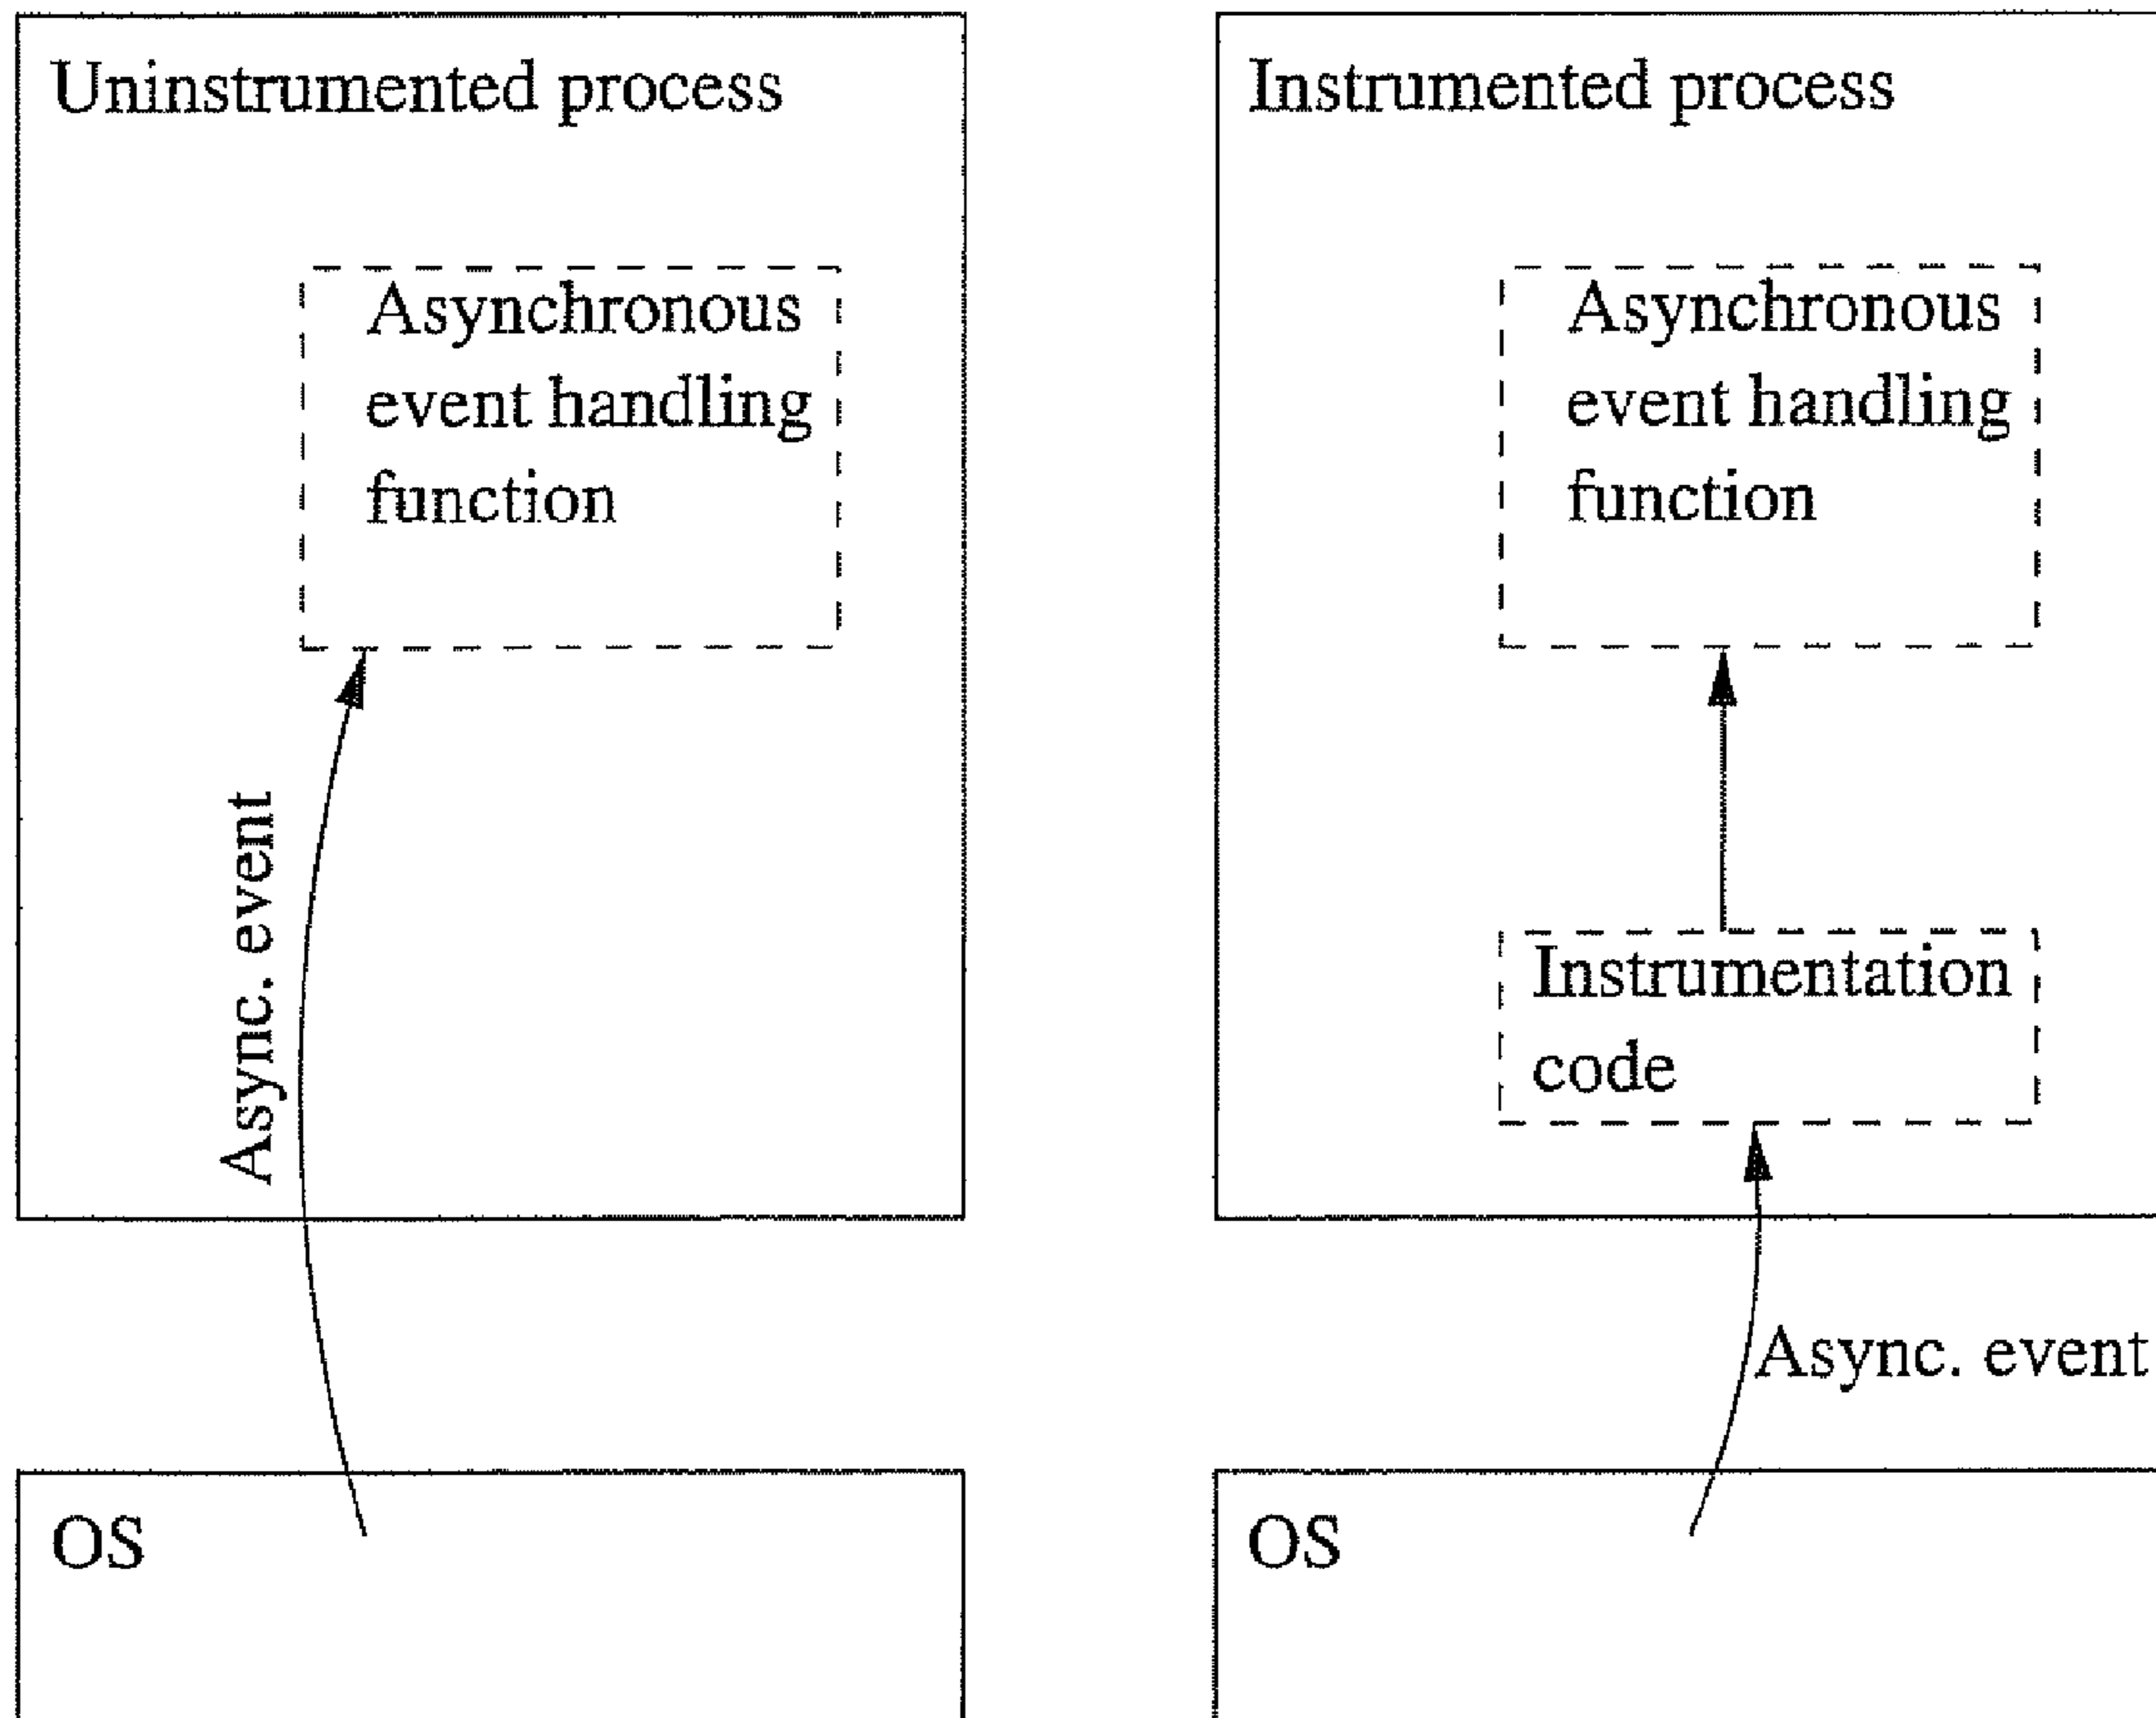 Uninstrumented process
Asynchronous
event handling
function
Async. event
OS
Instrumented process
Asynchronous
event handling
function
Instrumentation
code
Async. event
OS